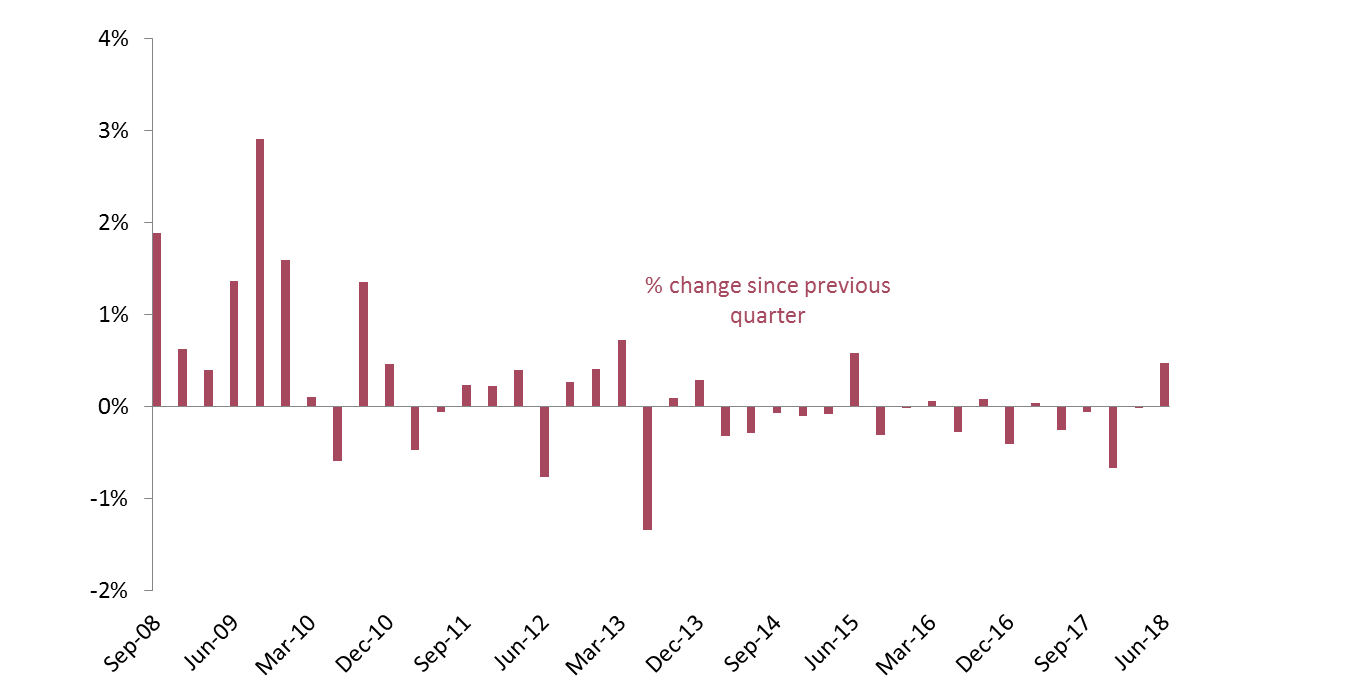 4%
3%
2%
1%
0%
-1%
-2%
% change since previous
quarter
Sep-08
Jun-09
Mar-10
Dec-10
Sep-11
Jun-12
Mar-13
Dec-13
Sep-14
Jun-15
Mar-16
Dec-16
Sep-17
Jun-18